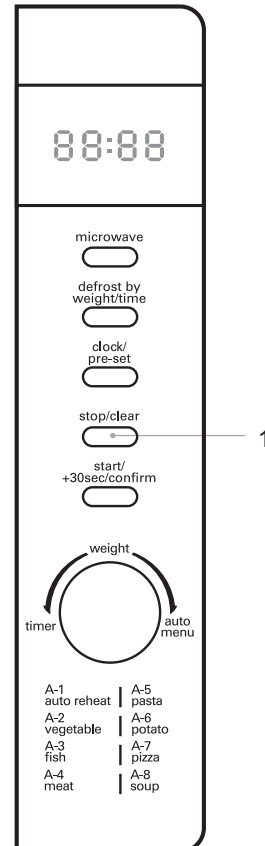 88:88
microwave
defrost by
weight/time
clock/
pre-set
stop/clear
1
start/
+30sec/confirm
weight
timer
auto
menu
A-1
auto reheat
A-2
vegetable
A-3
fish
A-4
meat
A-5
pasta
A-6
potato
A-7
pizza
A-8
soup